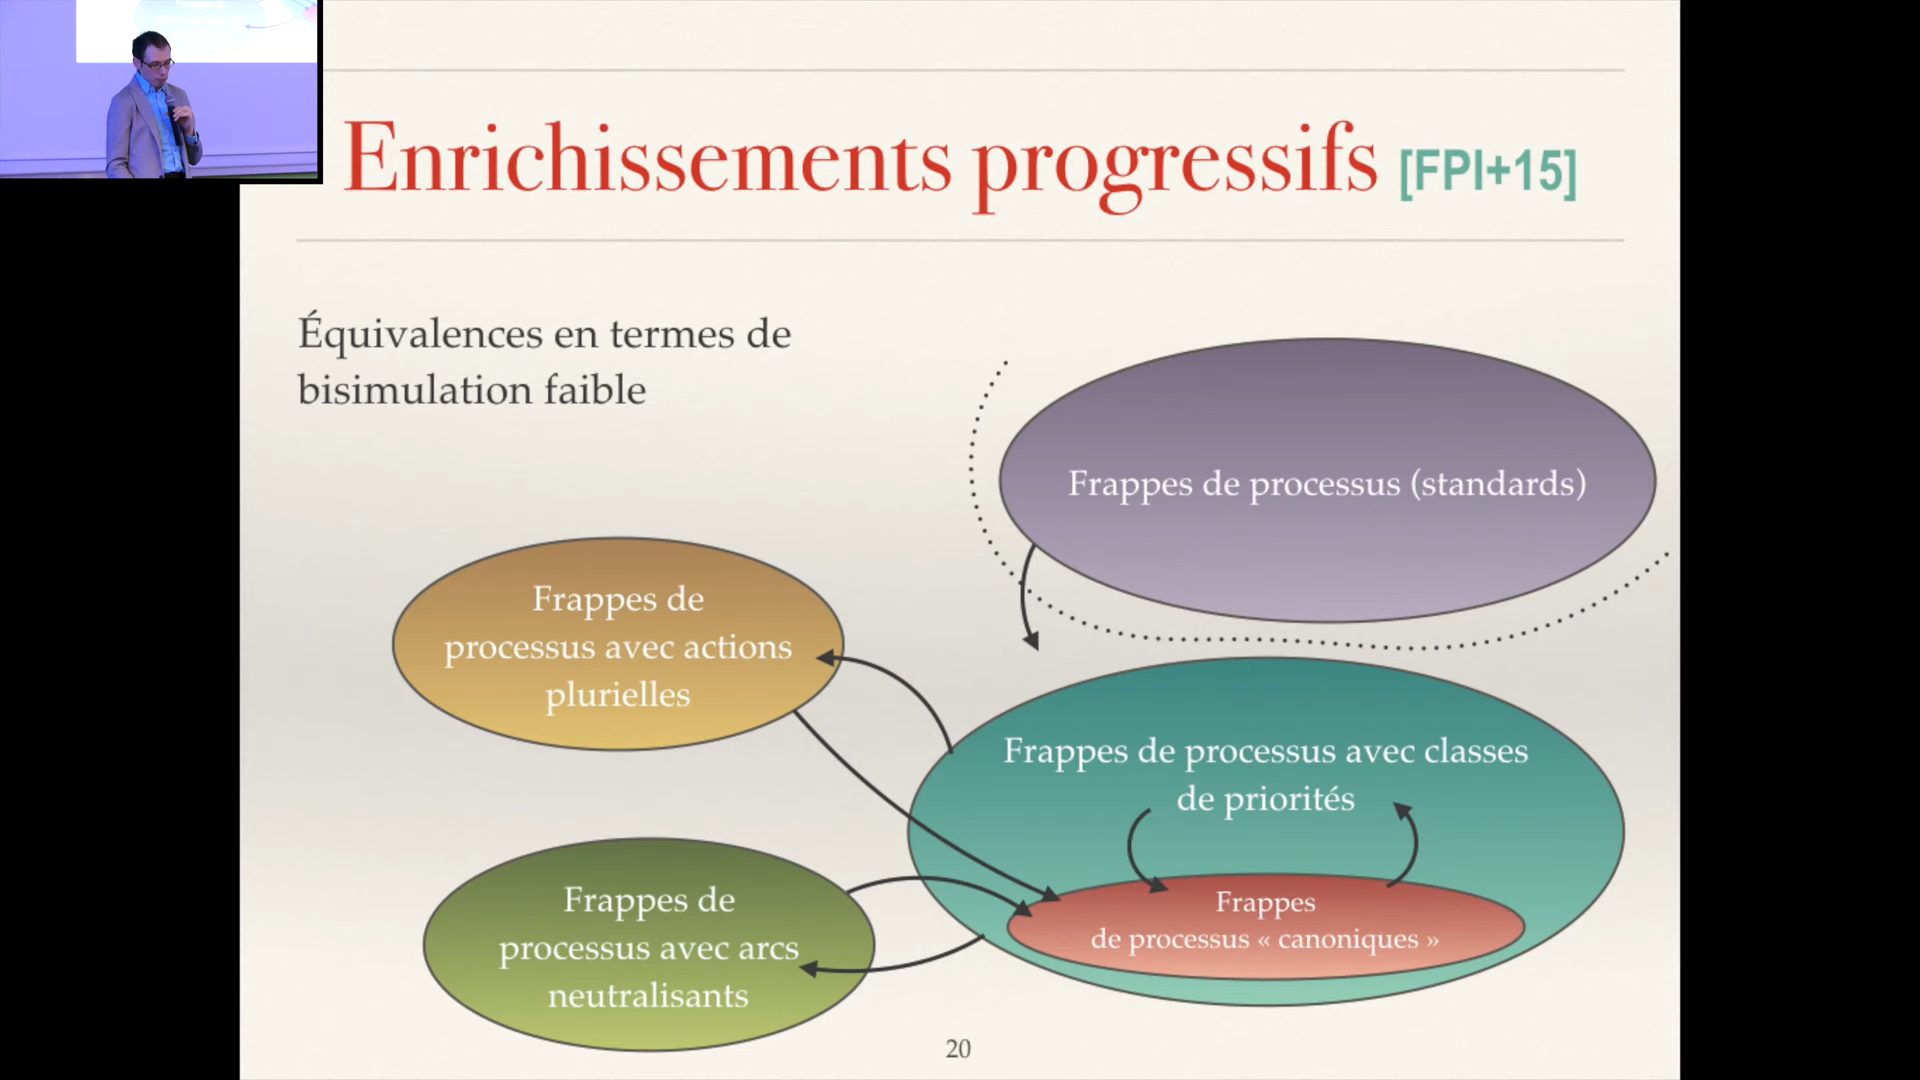 Enrichissements progressifs [FPI+15]
Équivalences en termes de
bisimulation faible
Frappes de processus (standards)
Frappes de
processus avec actions
plurielles
Frappes de processus avec classes
de priorités
Frappes
de processus « canoniques »
Frappes de
processus avec arcs
neutralisants
20